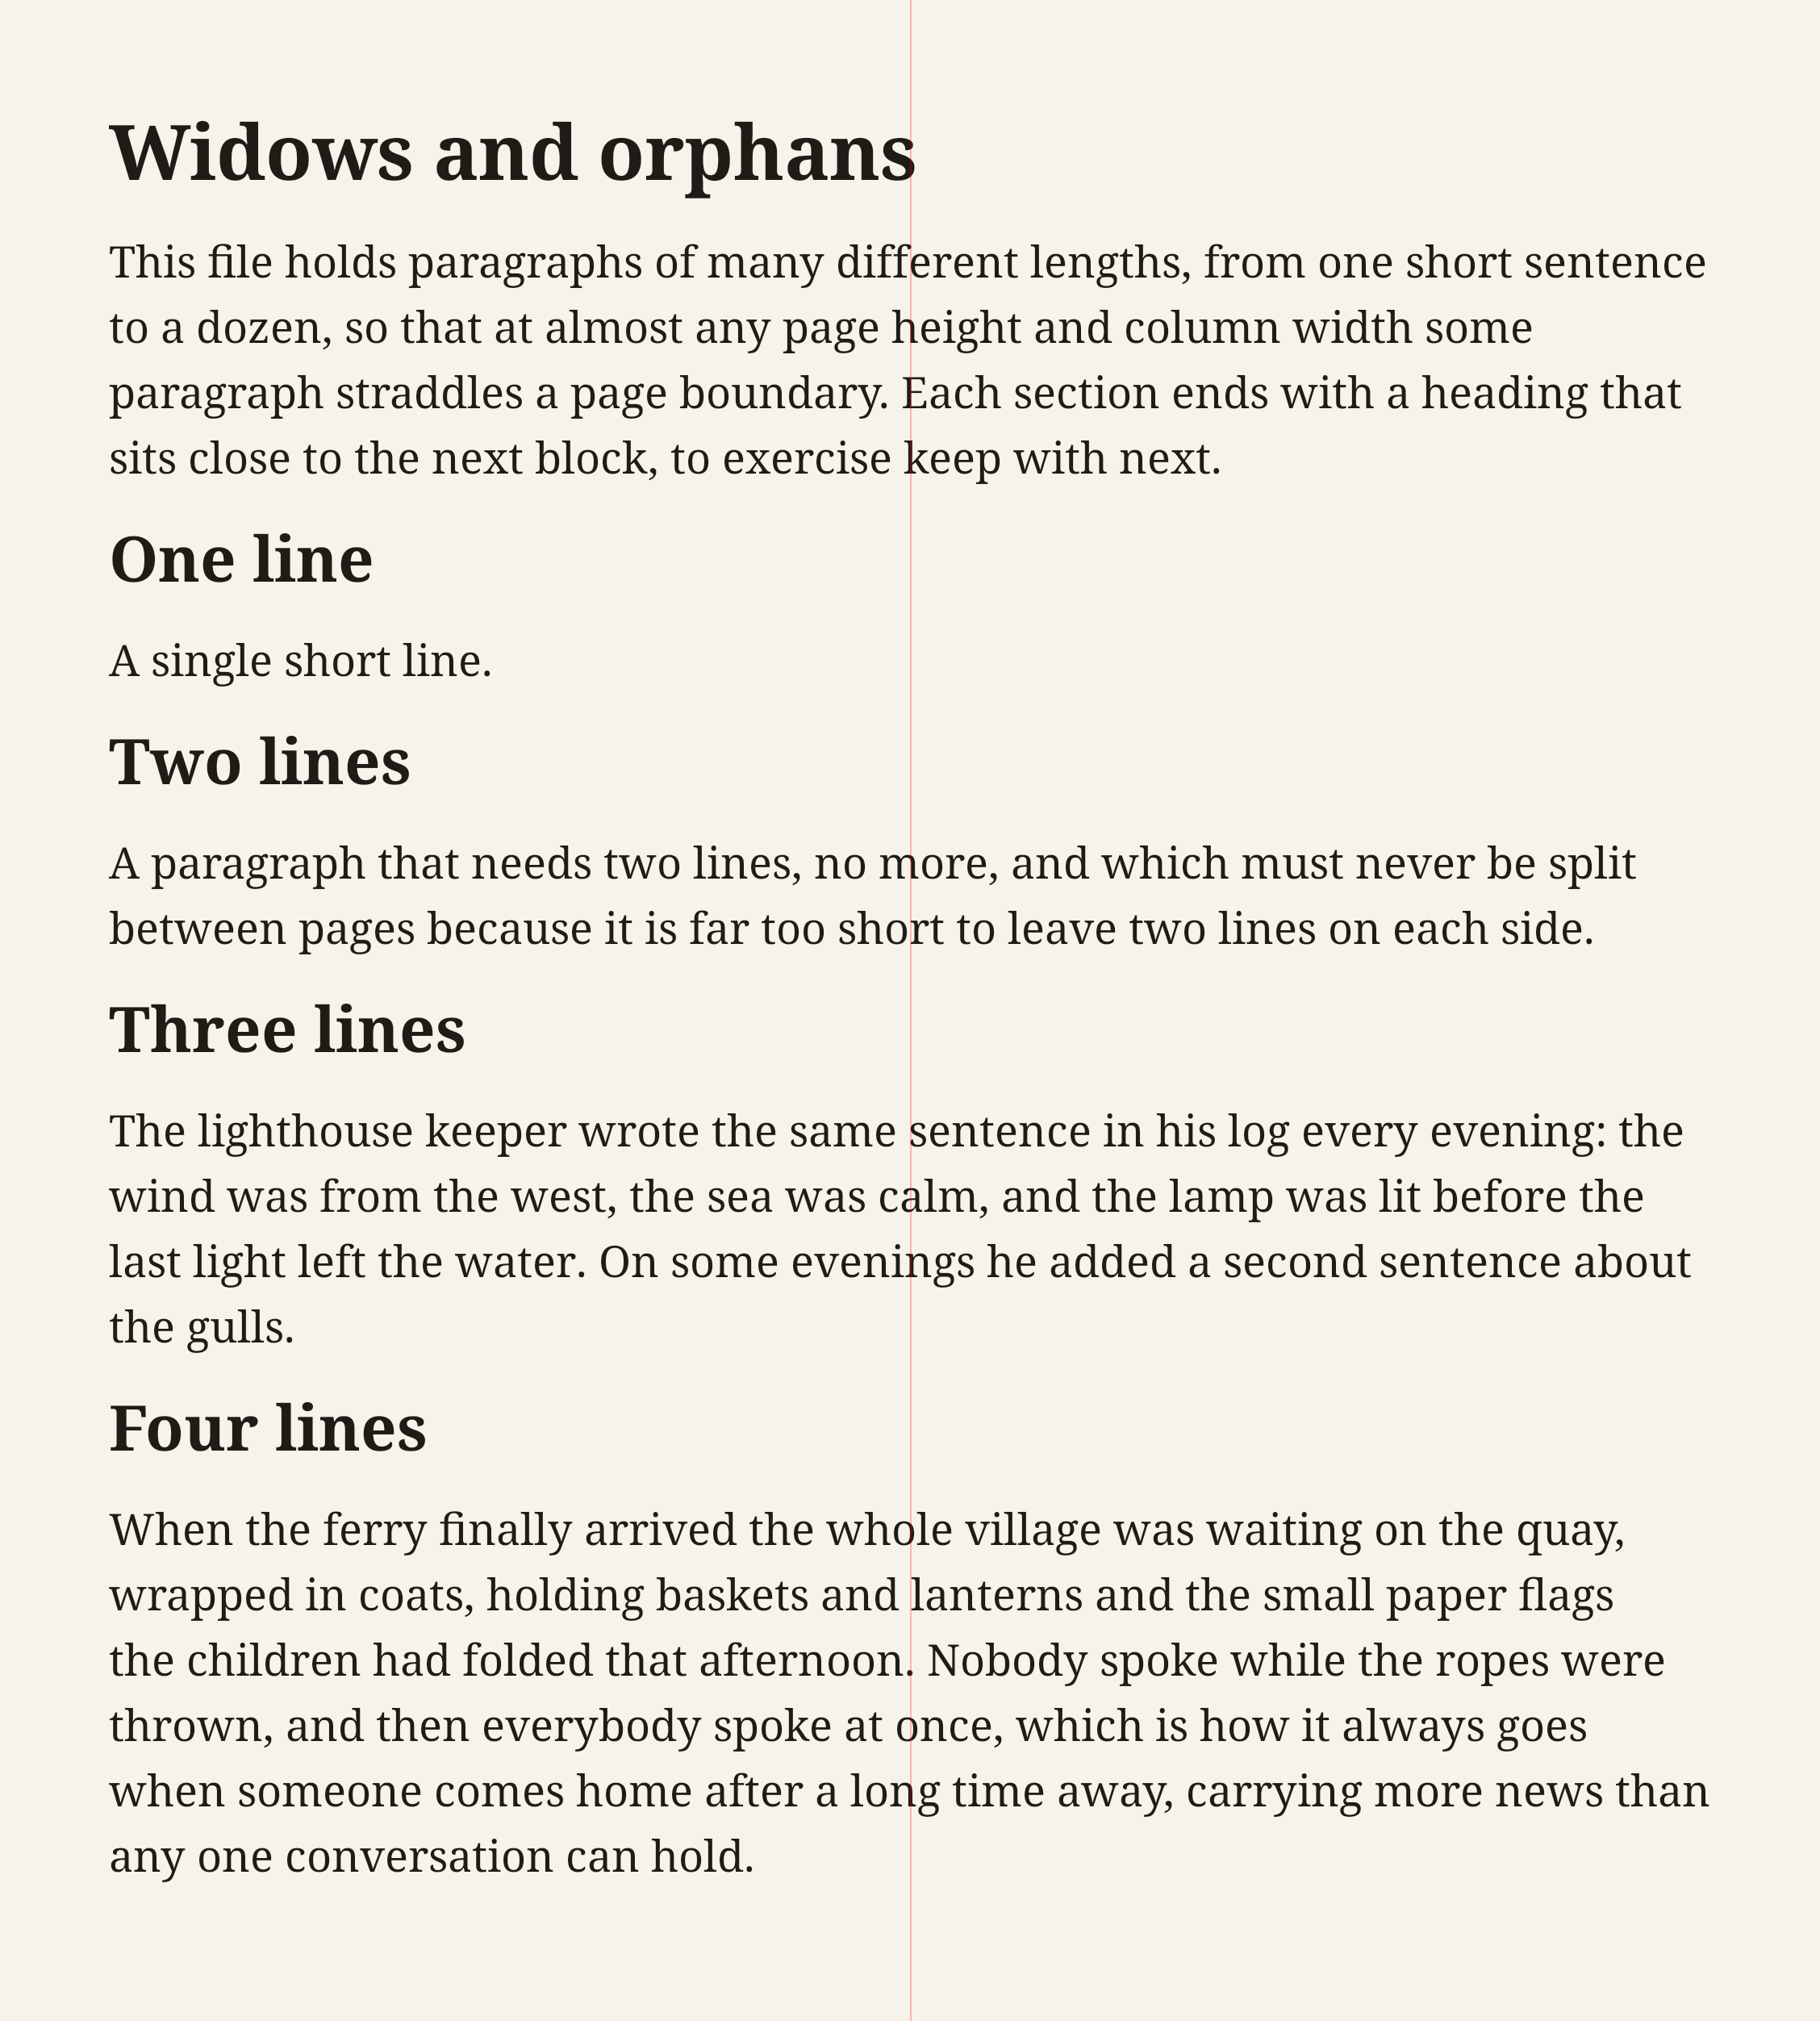 Widows and orphans
This file holds paragraphs of many different lengths, from one short sentence
to a dozen, so that at almost any page height and column width some
paragraph straddles a page boundary. Each section ends with a heading that
sits close to the next block, to exercise keep with next.
One line
A single short line.
Two lines
A paragraph that needs two lines, no more, and which must never be split
between pages because it is far too short to leave two lines on each side.
Three lines
The lighthouse keeper wrote the same sentence in his log every evening: the
wind was from the west, the sea was calm, and the lamp was lit before the
last light left the water. On some evenings he added a second sentence about
the gulls.
Four lines
When the ferry finally arrived the whole village was waiting on the quay,
wrapped in coats, holding baskets and lanterns and the small paper flags
the children had folded that afternoon. Nobody spoke while the ropes were
thrown, and then everybody spoke at once, which is how it always goes
when someone comes home after a long time away, carrying more news than
any one conversation can hold.